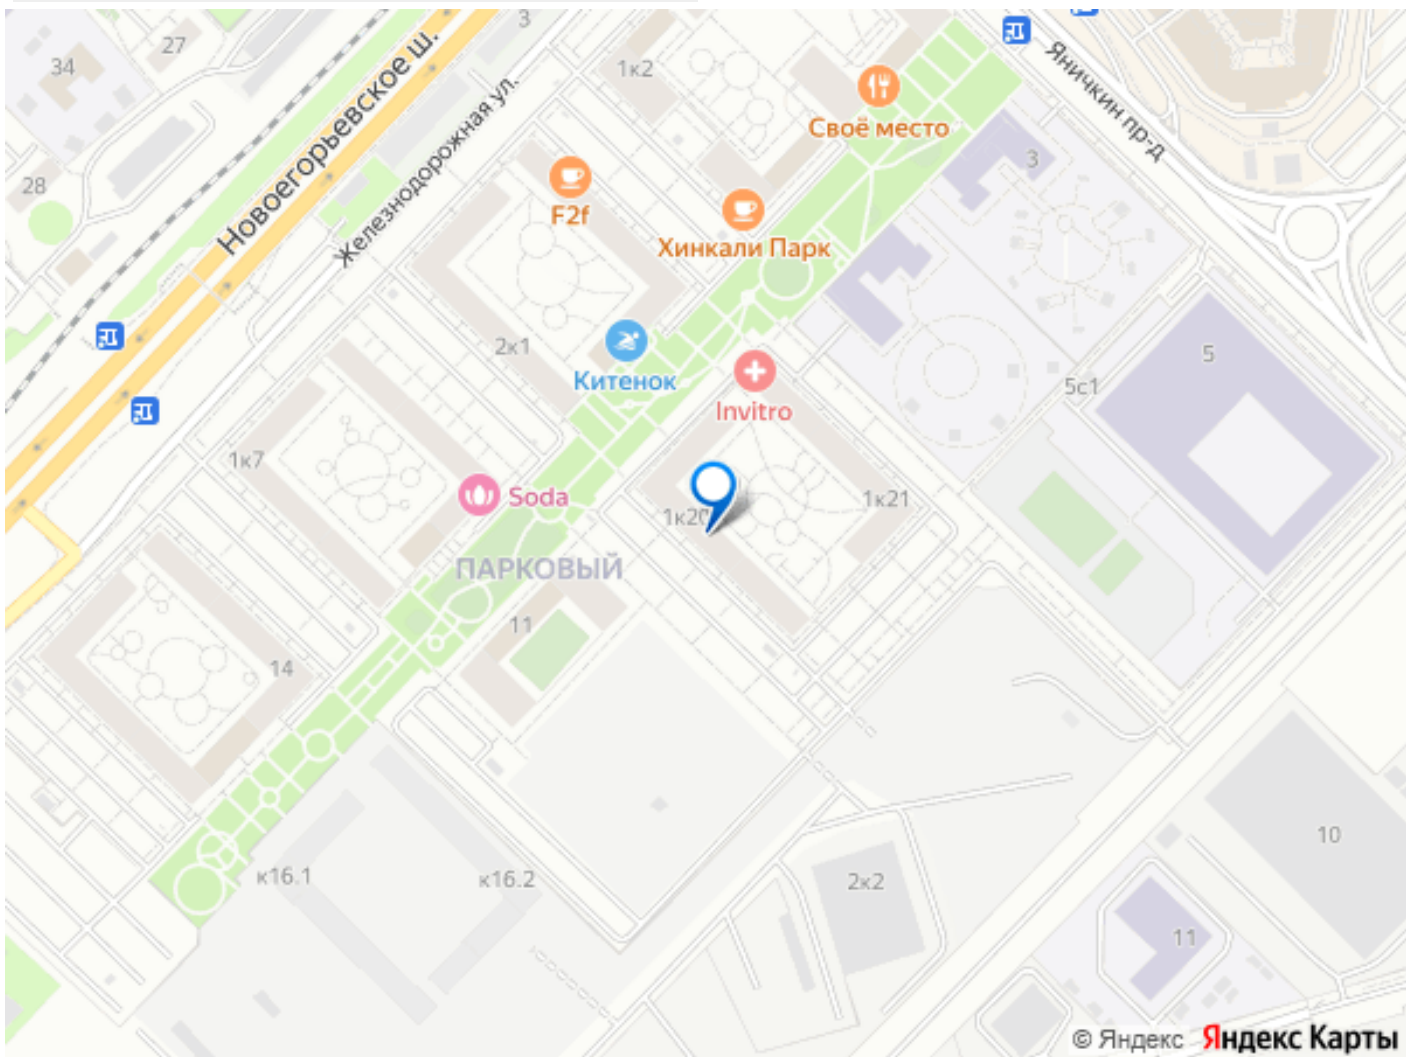 3
27
34
1к2
Новоегорьевское ш.
Железнодорожная ул.
Яничкин пр-д
Своё место
3
28
F2f
Хинкали Парк
2к1
Китенок
Invitro
5
5с1
1к7
Soda
1к20
1к21
ПАРКОВЫЙ
11
14
10
к16.1
к16.2
2к2
11
© Яндекс Яндекс Карты